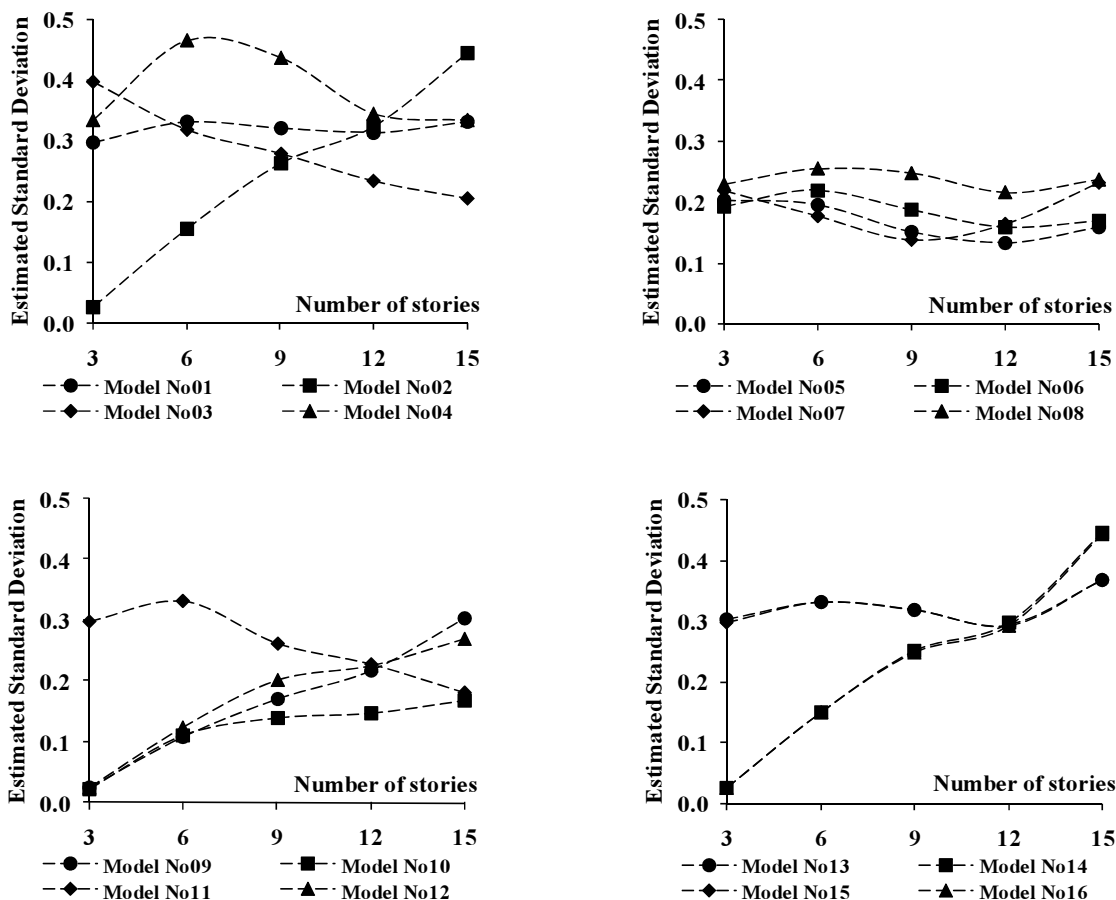 Estimated Standard Deviation
0.5
0.4
0.3
0.2
0.1
0.0
Number of stories
3 6 9 12 15
Model No01 Model No02
Model No03 Model No04
Estimated Standard Deviation
0.5
0.4
0.3
0.2
0.1
0.0
Number of stories
3 6 9 12 15
Model No05 Model No06
Model No07 Model No08
Estimated Standard Deviation
0.5
0.4
0.3
0.2
0.1
0.0
Number of stories
3 6 9 12 15
Model No09 Model No10
Model No11 Model No12
Estimated Standard Deviation
0.5
0.4
0.3
0.2
0.1
0.0
Number of stories
3 6 9 12 15
Model No13 Model No14
Model No15 Model No16